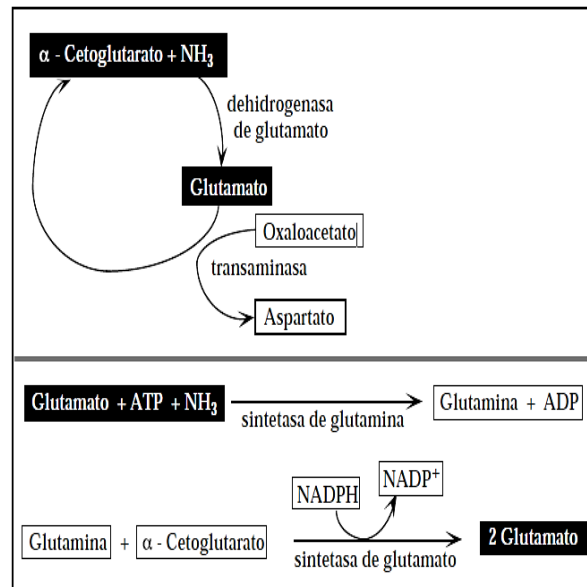 α - Cetoglutarato + NH₃
dehidrogenasa
de glutamato
Glutamato
Oxaloacetato
transaminasa
Aspartato
Glutamato + ATP + NH₃
sintetasa de glutamina
Glutamina + ADP
NADPH
NADP⁺
Glutamina + α - Cetoglutarato
sintetasa de glutamato
2 Glutamato